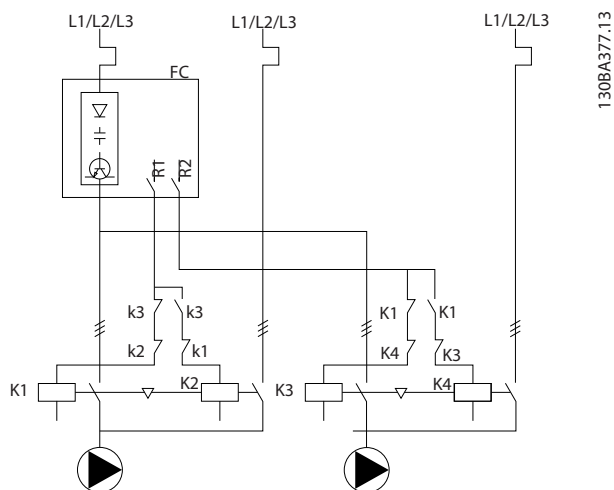 L1/L2/L3
L1/L2/L3
L1/L2/L3
130BA377.13
FC
R1
R2
k3
k3
K1
K1
k2
k1
K4
K3
K1
K2
K3
K4